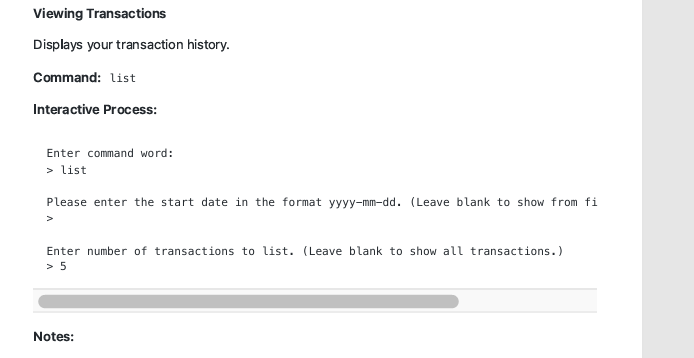 Viewing Transactions
Displays your transaction history.
Command: list
Interactive Process:
Enter command word:
> list
Please enter the start date in the format yyyy-mm-dd. (Leave blank to show from fi
>
Enter number of transactions to list. (Leave blank to show all transactions.)
> 5
Notes: